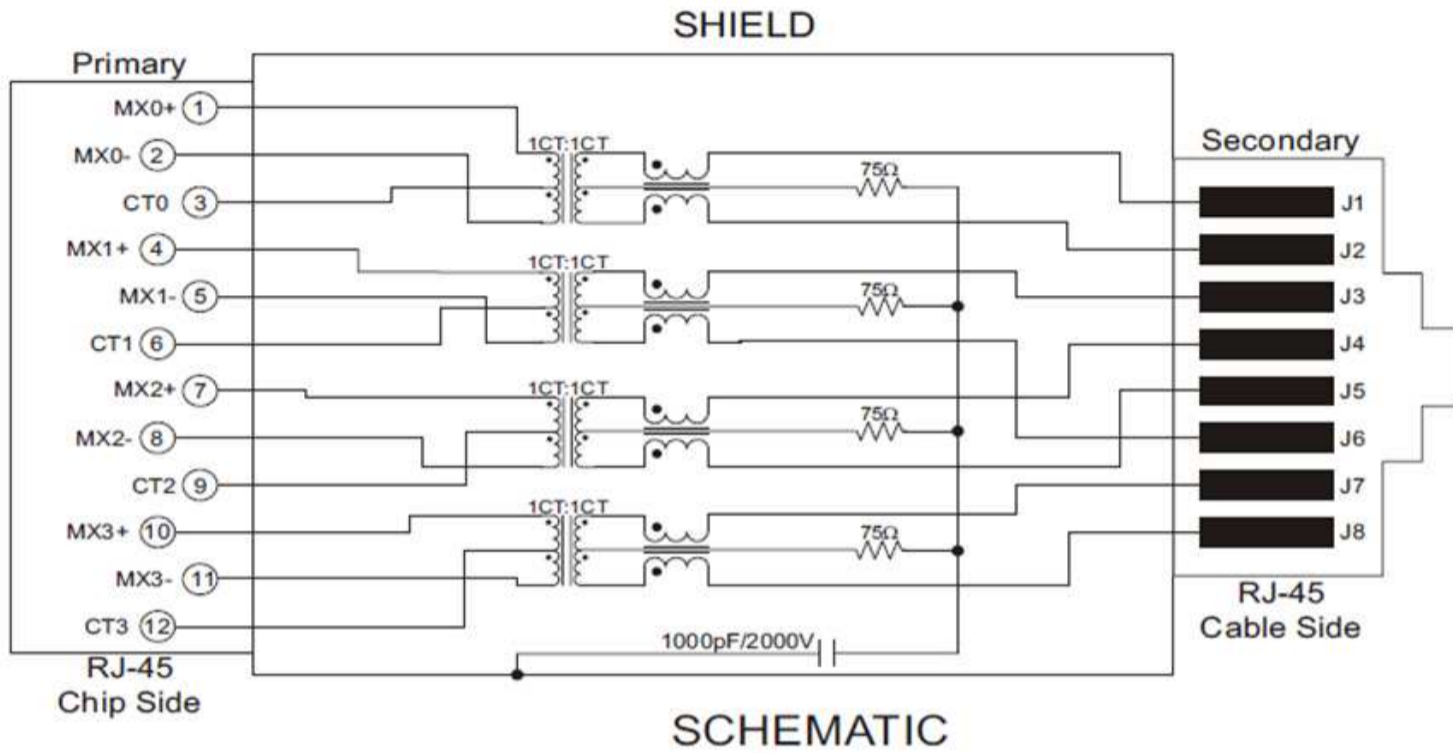 SHIELD
Primary
MX0+ 1
MX0- 2
CT0 3
MX1+ 4
MX1- 5
CT1 6
MX2+ 7
MX2- 8
CT2 9
MX3+ 10
MX3- 11
CT3 12
RJ-45
Chip Side
1CT:1CT
75Ω
1CT:1CT
75Ω
1CT:1CT
75Ω
1CT:1CT
75Ω
1000pF/2000V
Secondary
J1
J2
J3
J4
J5
J6
J7
J8
RJ-45
Cable Side
SCHEMATIC